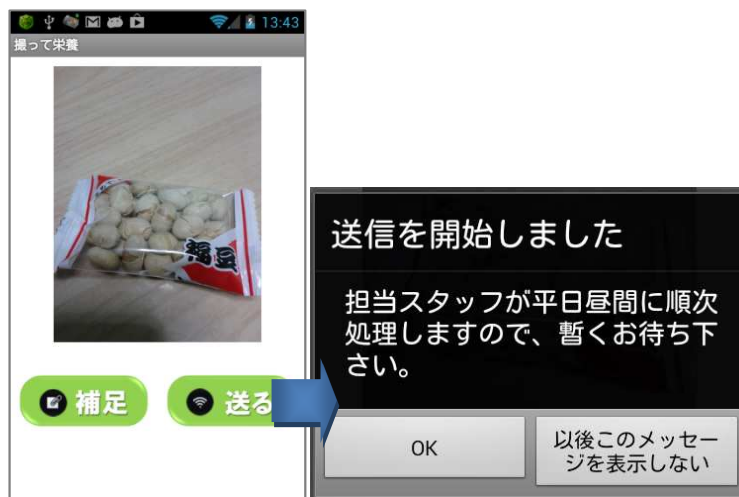 13:43
撮って栄養
福豆
補足
送る
送信を開始しました
担当スタッフが平日昼間に順次
処理しますので、暫くお待ち下
さい。
OK
以後このメッセー
ジを表示しない